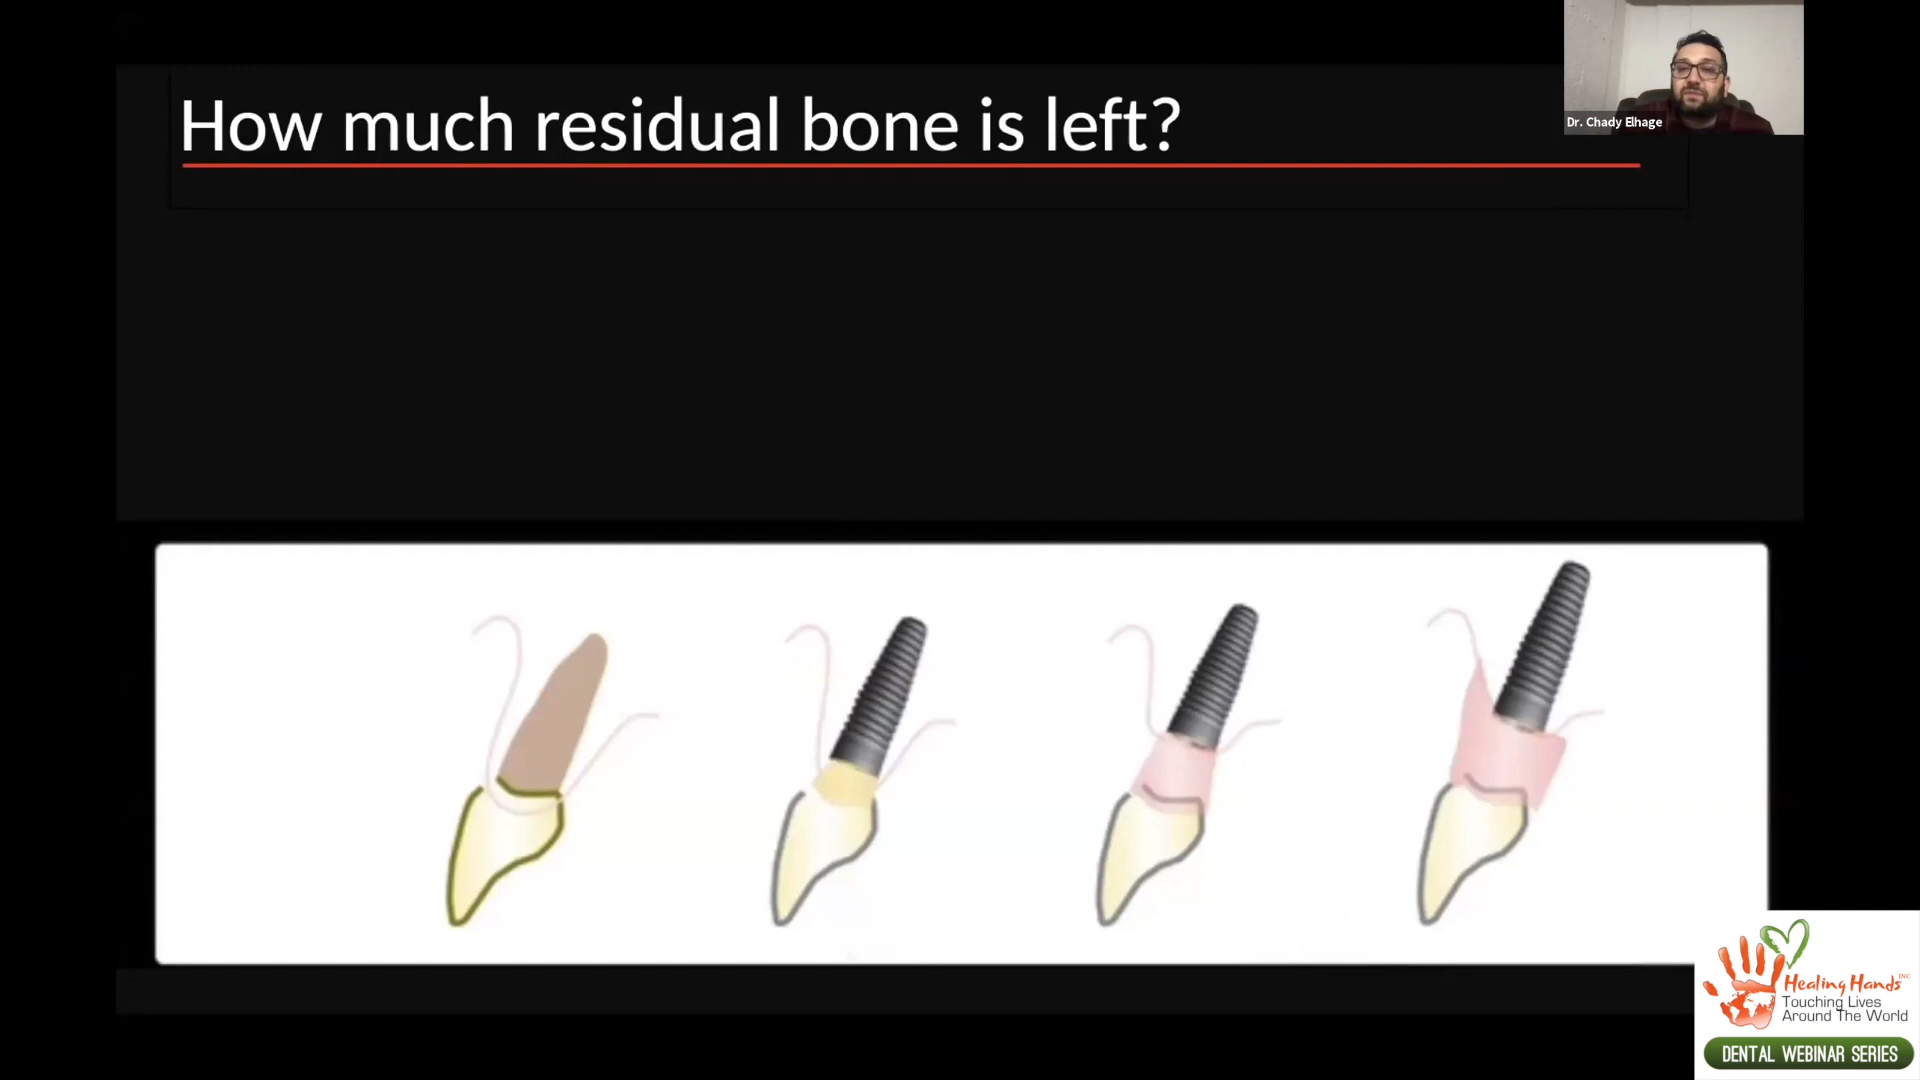 How much residual bone is left?
Dr. Chady Elhage
Healing Hands INC
Touching Lives
Around The World
DENTAL WEBINAR SERIES